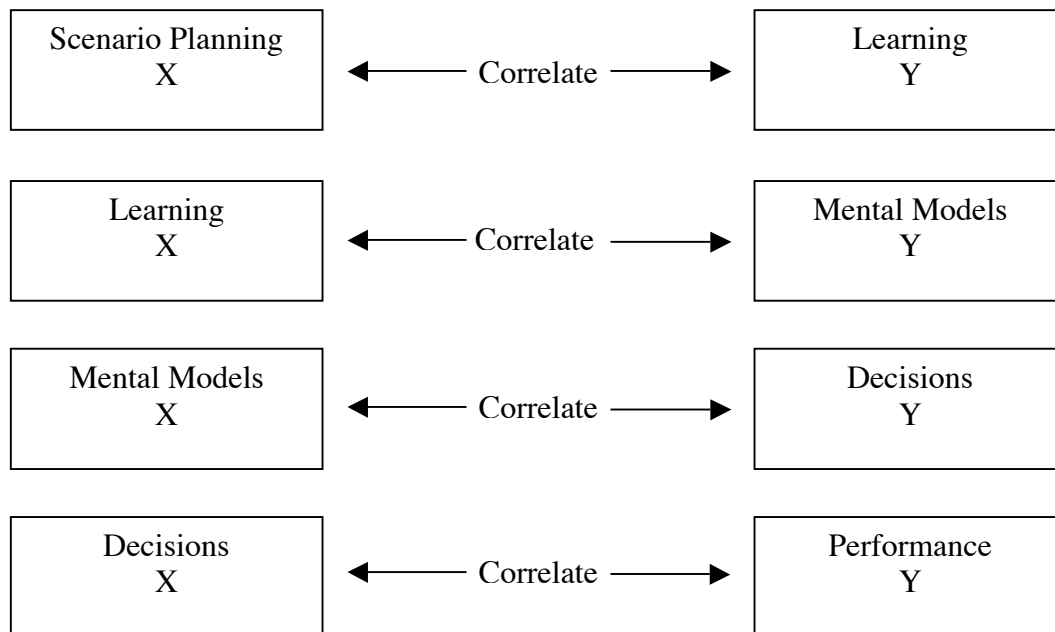 Scenario Planning
X
Correlate
Learning
Y
Learning
X
Correlate
Mental Models
Y
Mental Models
X
Correlate
Decisions
Y
Decisions
X
Correlate
Performance
Y